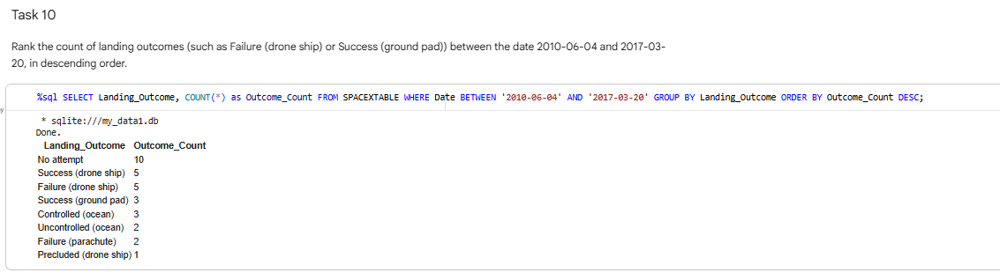 Task 10
Rank the count of landing outcomes (such as Failure (drone ship) or Success (ground pad)) between the date 2010-06-04 and 2017-03-
20, in descending order.
%sql SELECT Landing_Outcome, COUNT(*) as Outcome_Count FROM SPACEXTABLE WHERE Date BETWEEN '2010-06-04' AND '2017-03-20' GROUP BY Landing_Outcome ORDER BY Outcome_Count DESC;
y
* sqlite:///my_data1.db
Done.
Landing_Outcome Outcome_Count
No attempt 10
Success (drone ship) 5
Failure (drone ship) 5
Success (ground pad) 3
Controlled (ocean) 3
Uncontrolled (ocean) 2
Failure (parachute) 2
Precluded (drone ship) 1